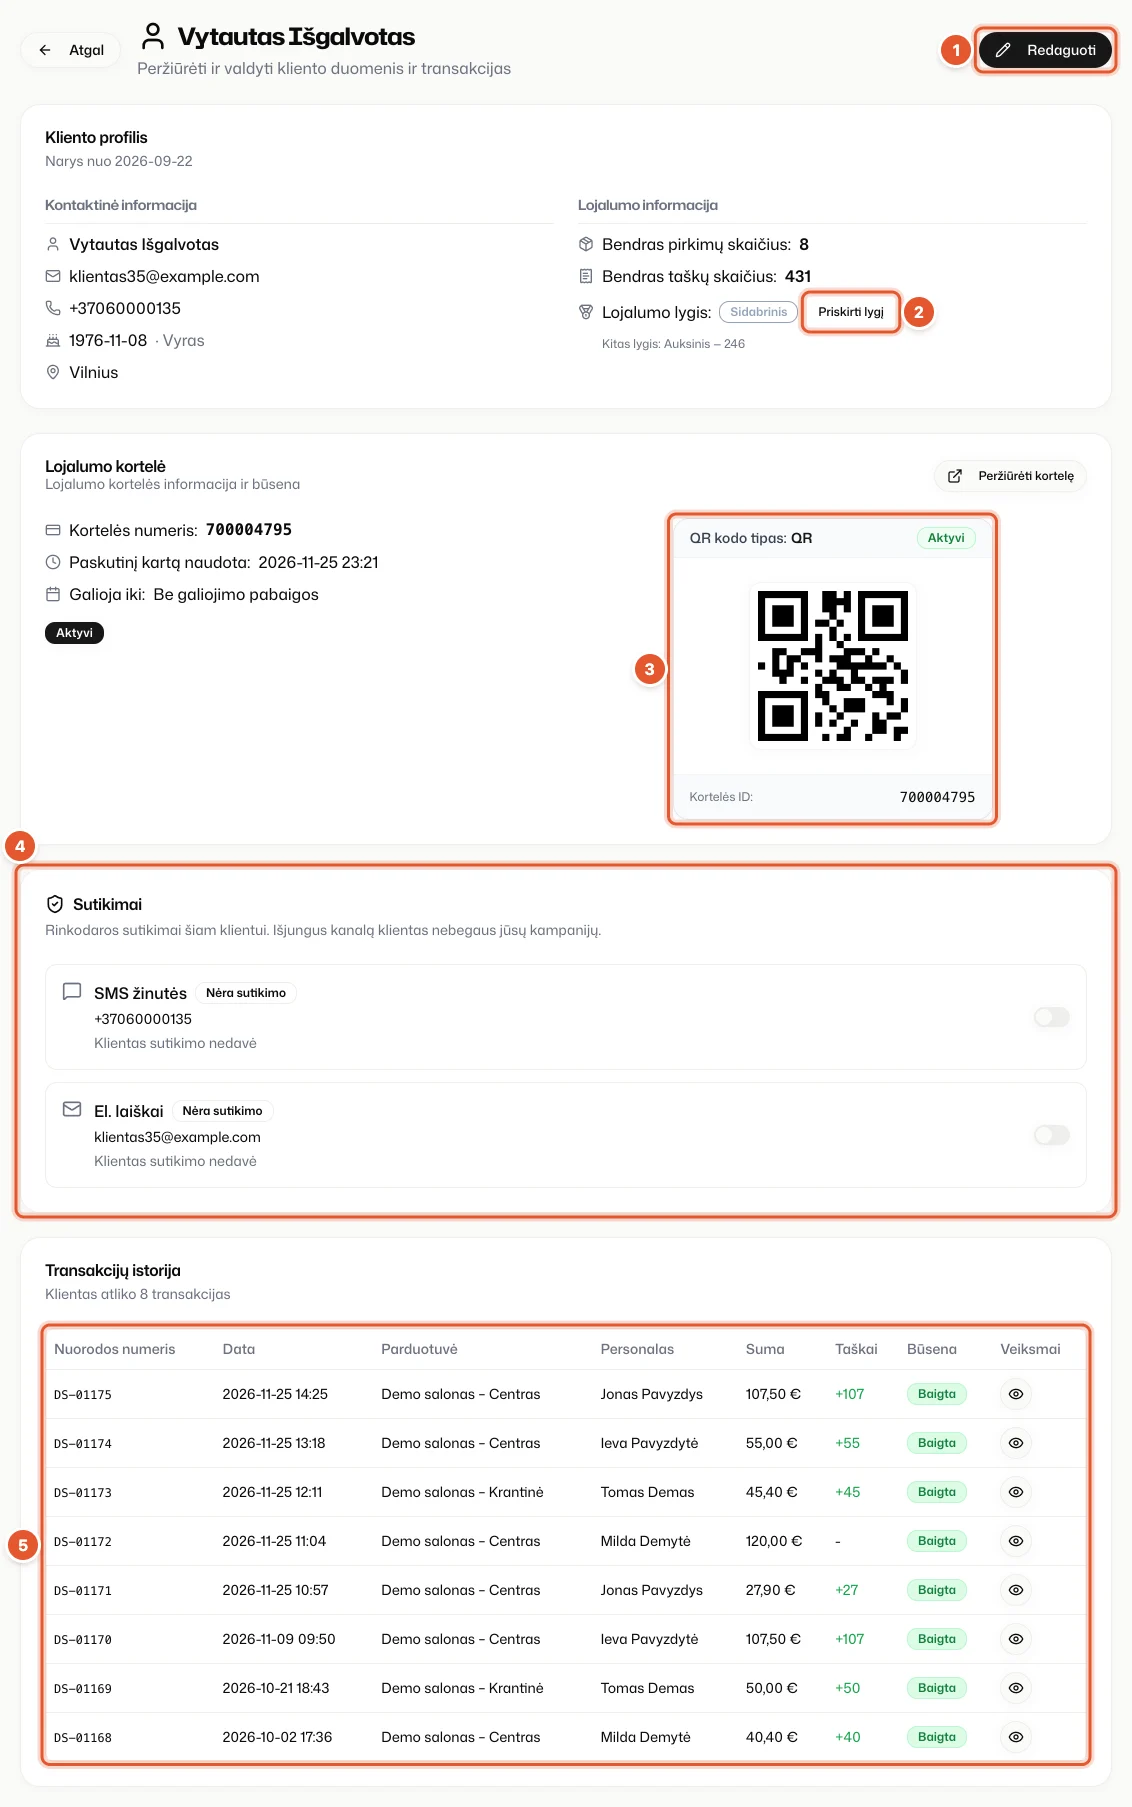 Atgal
Vytautas Išgalvotas
Peržiūrėti ir valdyti kliento duomenis ir transakcijas
1
Redaguoti
Kliento profilis
Narys nuo 2026-09-22
Kontaktinė informacija
Vytautas Išgalvotas
klientas35@example.com
+37060000135
1976-11-08 · Vyras
Vilnius
Lojalumo informacija
Bendras pirkimų skaičius: 8
Bendras taškų skaičius: 431
Lojalumo lygis: Sidabrinis Priskirti lygį 2
Kitas lygis: Auksinis – 246
Lojalumo kortelė
Lojalumo kortelės informacija ir būsena
Peržiūrėti kortelę
Kortelės numeris: 700004795
Paskutinį kartą naudota: 2026-11-25 23:21
Galioja iki: Be galiojimo pabaigos
Aktyvi
3
QR kodo tipas: QR Aktyvi
Kortelės ID: 700004795
4
Sutikimai
Rinkodaros sutikimai šiam klientui. Išjungus kanalą klientas nebegaus jūsų kampanijų.
SMS žinutės Nėra sutikimo
+37060000135
Klientas sutikimo nedavė
El. laiškai Nėra sutikimo
klientas35@example.com
Klientas sutikimo nedavė
Transakcijų istorija
Klientas atliko 8 transakcijas
Nuorodos numeris Data Parduotuvė Personalas Suma Taškai Būsena Veiksmai
DS-01175 2026-11-25 14:25 Demo salonas – Centras Jonas Pavyzdys 107,50 € +107 Baigta
DS-01174 2026-11-25 13:18 Demo salonas – Centras Ieva Pavyzdytė 55,00 € +55 Baigta
DS-01173 2026-11-25 12:11 Demo salonas – Krantinė Tomas Demas 45,40 € +45 Baigta
5
DS-01172 2026-11-25 11:04 Demo salonas – Centras Milda Demytė 120,00 € - Baigta
DS-01171 2026-11-25 10:57 Demo salonas – Centras Jonas Pavyzdys 27,90 € +27 Baigta
DS-01170 2026-11-09 09:50 Demo salonas – Centras Ieva Pavyzdytė 107,50 € +107 Baigta
DS-01169 2026-10-21 18:43 Demo salonas – Krantinė Tomas Demas 50,00 € +50 Baigta
DS-01168 2026-10-02 17:36 Demo salonas – Centras Milda Demytė 40,40 € +40 Baigta